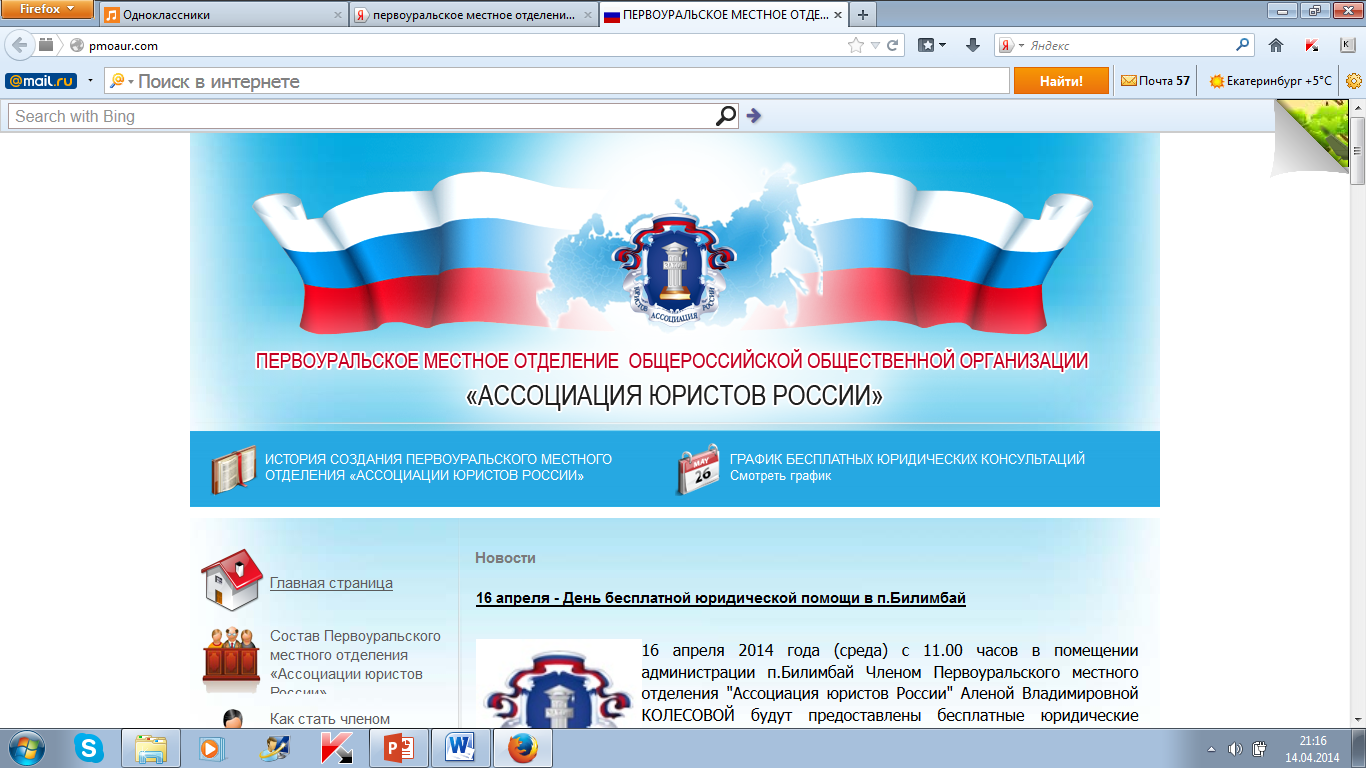 Firefox
Одноклассники
первоуральское местное отделени...
ПЕРВОУРАЛЬСКОЕ МЕСТНОЕ ОТДЕ...
pmoaur.com
Яндекс
@mail.ru
Поиск в интернете
Найти!
Почта 57
Екатеринбург +5°C
Search with Bing
ЮРИСТОВ АССОЦИАЦИЯ РОССИИ
ПЕРВОУРАЛЬСКОЕ МЕСТНОЕ ОТДЕЛЕНИЕ ОБЩЕРОССИЙСКОЙ ОБЩЕСТВЕННОЙ ОРГАНИЗАЦИИ
«АССОЦИАЦИЯ ЮРИСТОВ РОССИИ»
ИСТОРИЯ СОЗДАНИЯ ПЕРВОУРАЛЬСКОГО МЕСТНОГО
ОТДЕЛЕНИЯ «АССОЦИАЦИИ ЮРИСТОВ РОССИИ»
MAY
26
ГРАФИК БЕСПЛАТНЫХ ЮРИДИЧЕСКИХ КОНСУЛЬТАЦИЙ
Смотреть график
Главная страница
Состав Первоуральского
местного отделения
«Ассоциации юристов
России»
Как стать членом
Новости
16 апреля - День бесплатной юридической помощи в п.Билимбай
16 апреля 2014 года (среда) с 11.00 часов в помещении
администрации п.Билимбай Членом Первоуральского местного
отделения "Ассоциация юристов России" Аленой Владимировной
КОЛЕСОВОЙ будут предоставлены бесплатные юридические
21:16
14.04.2014